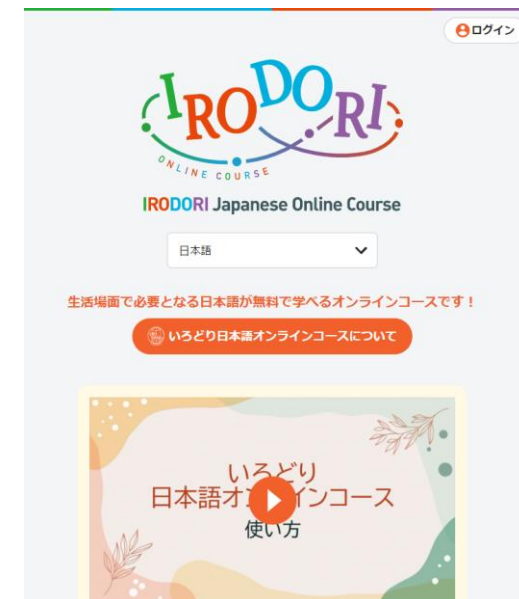 ログイン
IRODORI
ONLINE COURSE
IRODORI Japanese Online Course
日本語
生活場面で必要となる日本語が無料で学べるオンラインコースです！
いろどり日本語オンラインコースについて
いろどり
日本語オンラインコース
使い方